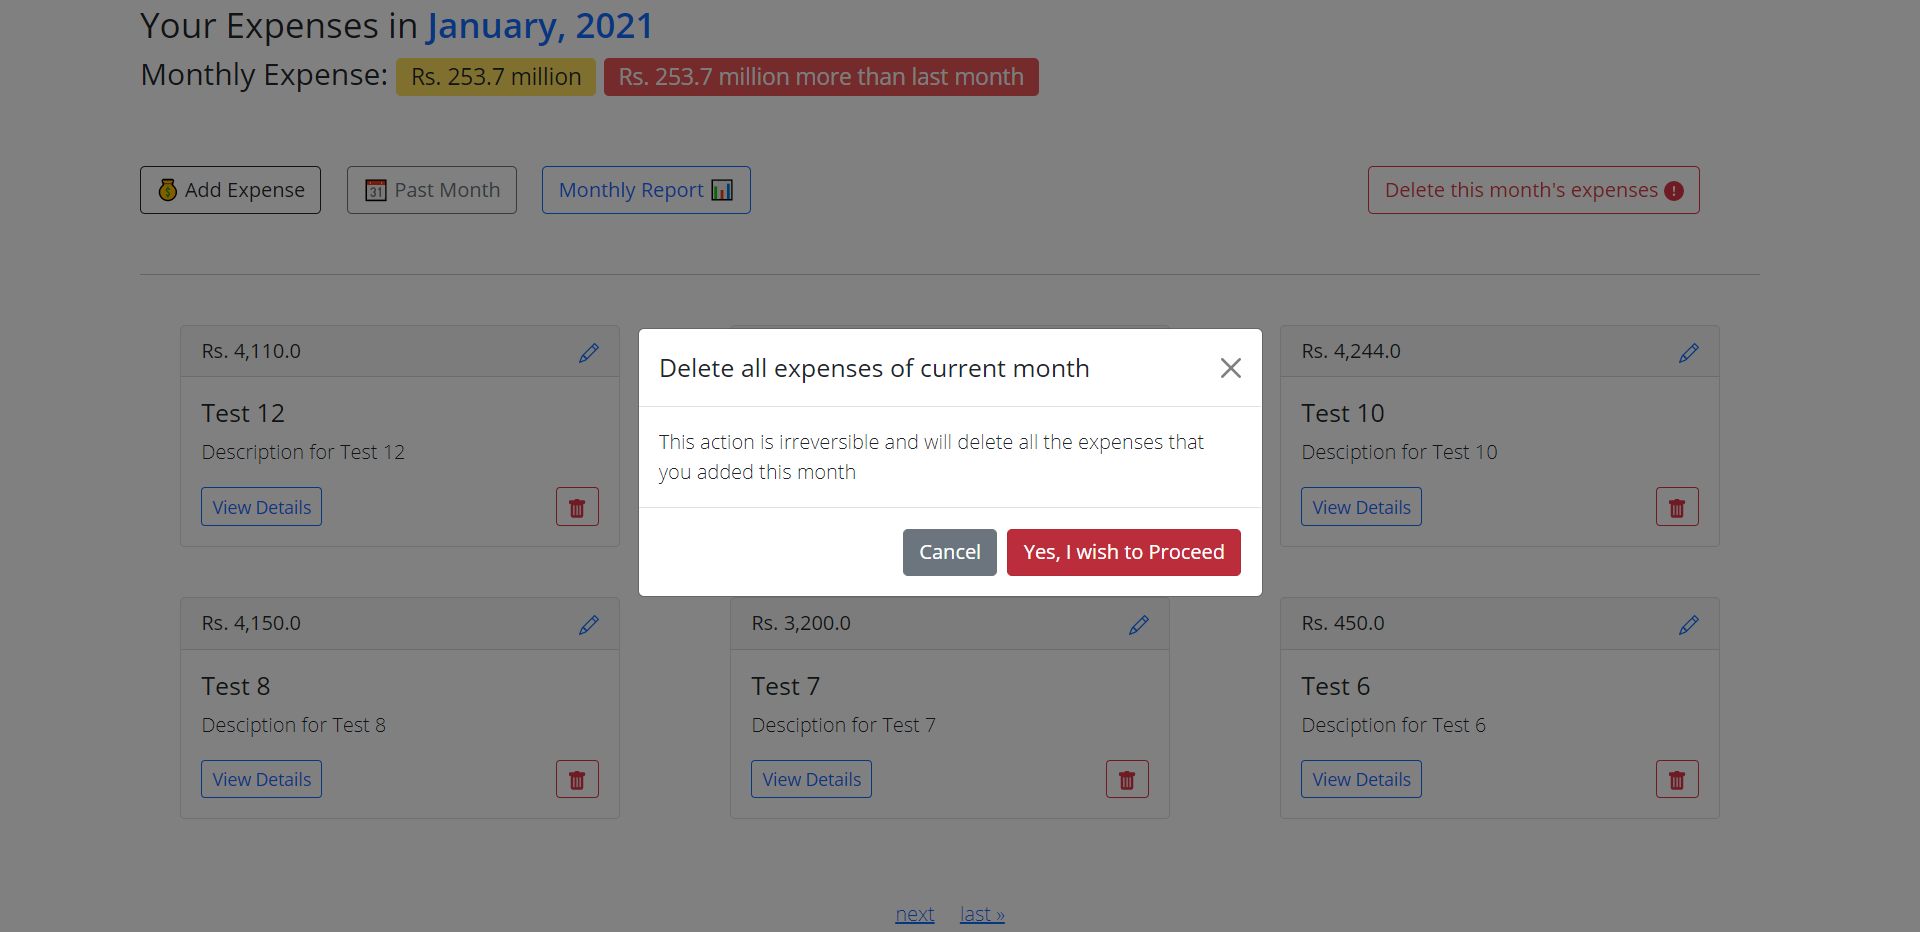 Your Expenses in January, 2021
Monthly Expense: Rs. 253.7 million Rs. 253.7 million more than last month
Add Expense
31 Past Month
Monthly Report
Delete this month's expenses !
Rs. 4,110.0
Test 12
Description for Test 12
View Details
Delete all expenses of current month
This action is irreversible and will delete all the expenses that
you added this month
Cancel
Yes, I wish to Proceed
Rs. 4,244.0
Test 10
Desciption for Test 10
View Details
Rs. 4,150.0
Test 8
Desciption for Test 8
View Details
Rs. 3,200.0
Test 7
Desciption for Test 7
View Details
Rs. 450.0
Test 6
Desciption for Test 6
View Details
next last »